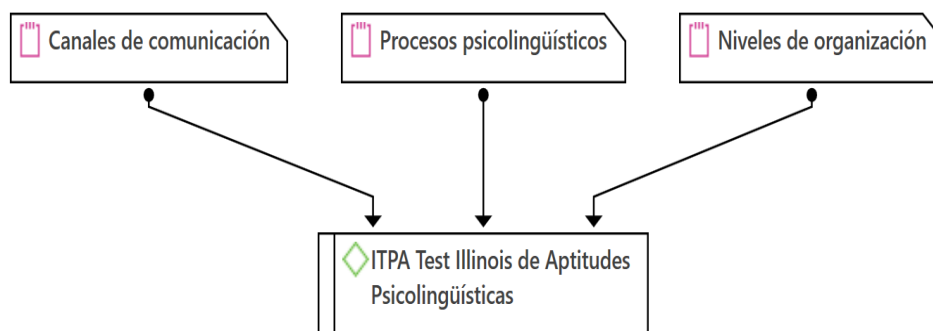 Canales de comunicación
Procesos psicolingüísticos
Niveles de organización
ITPA Test Illinois de Aptitudes
Psicolingüísticas